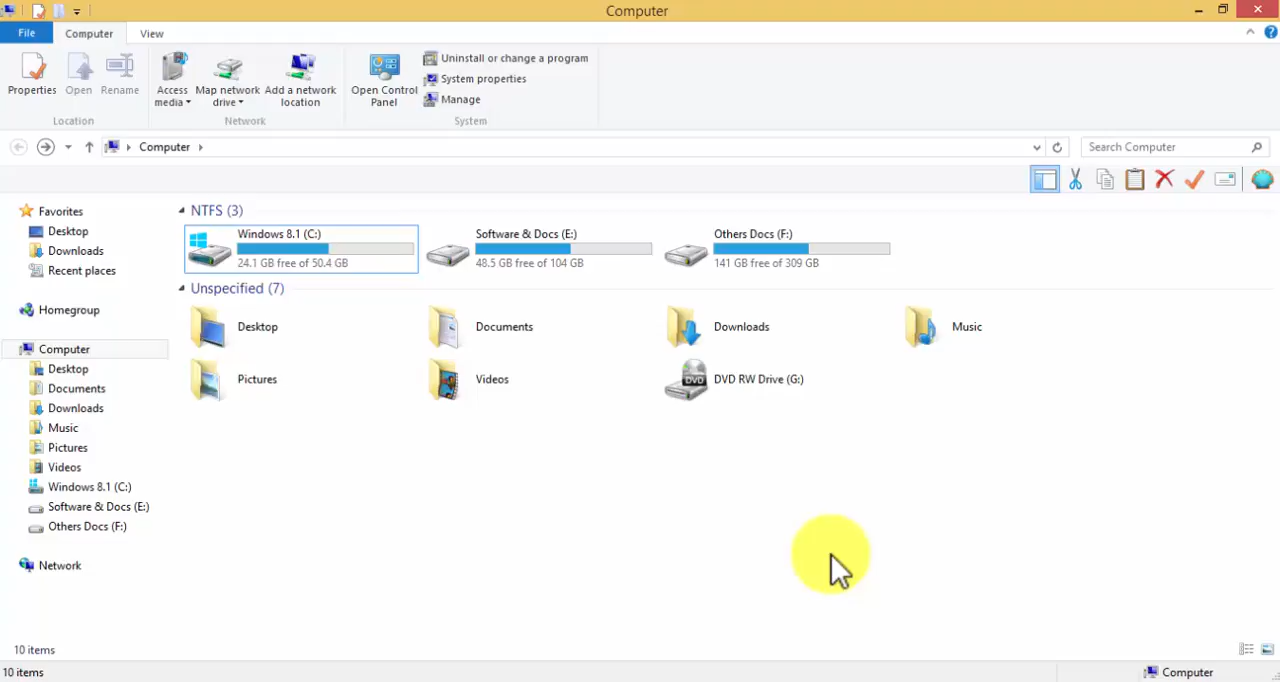 Computer
File
Computer
View
Properties
Open
Rename
Access
media
Map network
drive
Add a network
location
Open Control
Panel
Uninstall or change a program
System properties
Manage
Location
Network
System
Computer
Search Computer
Favorites
Desktop
Downloads
Recent places
Homegroup
Computer
Desktop
Documents
Downloads
Music
Pictures
Videos
Windows 8.1 (C:)
Software & Docs (E:)
Others Docs (F:)
Network
NTFS (3)
Windows 8.1 (C:)
24.1 GB free of 50.4 GB
Software & Docs (E:)
48.5 GB free of 104 GB
Others Docs (F:)
141 GB free of 309 GB
Unspecified (7)
Desktop
Documents
Downloads
Music
Pictures
Videos
DVD
DVD RW Drive (G:)
10 items
10 items
Computer